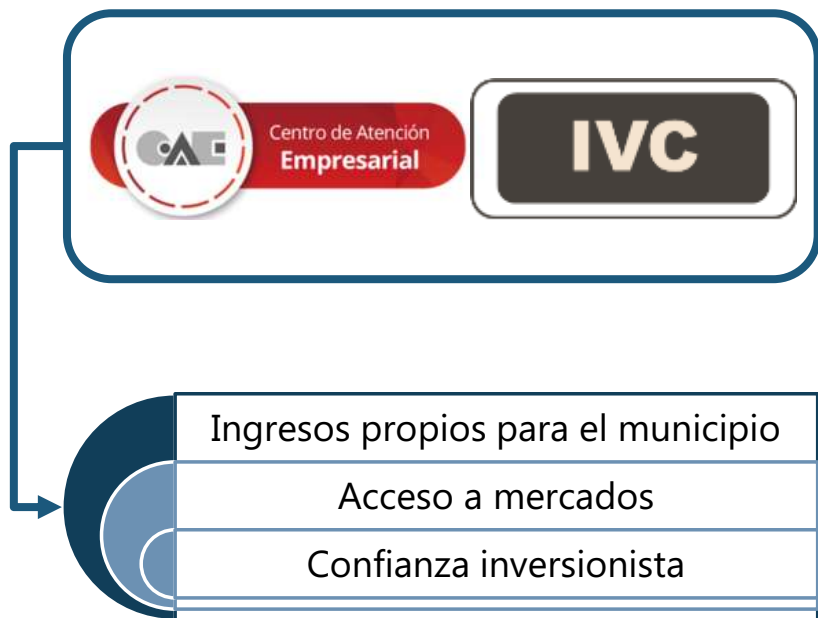 CAE
Centro de Atención
Empresarial
IVC
Ingresos propios para el municipio
Acceso a mercados
Confianza inversionista